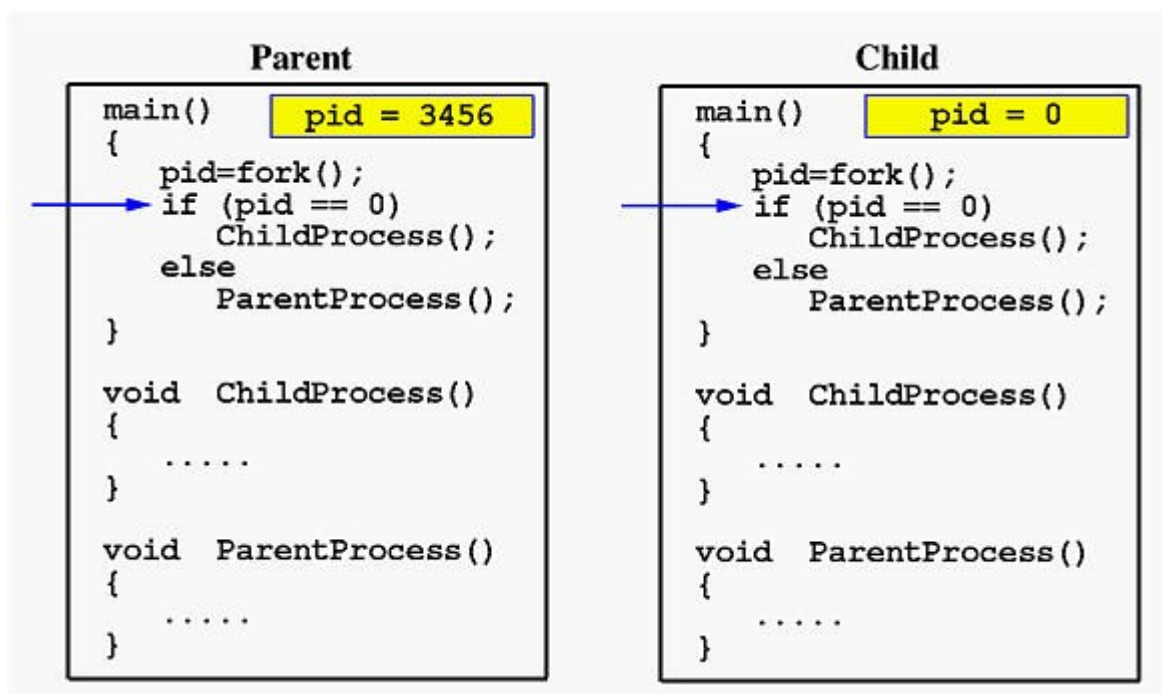 Parent
main()
pid = 3456
{
pid=fork();
if (pid == 0)
ChildProcess();
else
ParentProcess();
}
void ChildProcess()
{
.....
}
void ParentProcess()
{
.....
}
Child
main()
pid = 0
{
pid=fork();
if (pid == 0)
ChildProcess();
else
ParentProcess();
}
void ChildProcess()
{
.....
}
void ParentProcess()
{
.....
}